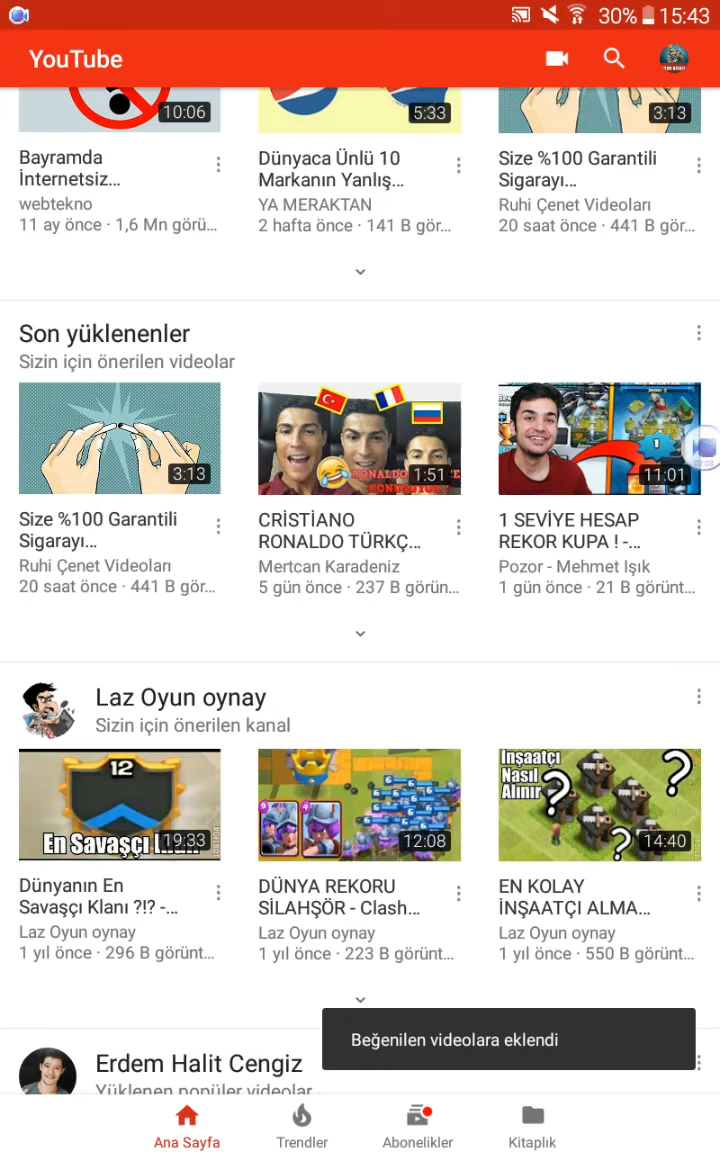 30% 15:43
YouTube
10:06
5:33
3:13
Bayramda
İnternetsiz...
webtekno
11 ay önce · 1,6 Mn görü...
Dünyaca Ünlü 10
Markanın Yanlış...
YA MERAKTAN
2 hafta önce · 141 B gör...
Size %100 Garantili
Sigarayı...
Ruhi Çenet Videoları
20 saat önce · 441 B gör...
Son yüklenenler
Sizin için önerilen videolar
3:13
1:51
1
11:01
02:08
Size %100 Garantili
Sigarayı...
Ruhi Çenet Videoları
20 saat önce · 441 B gör...
CRİSTİANO
RONALDO TÜRKÇ...
Mertcan Karadeniz
5 gün önce · 237 B görün...
1 SEVİYE HESAP
REKOR KUPA ! -...
Pozor - Mehmet Işık
1 gün önce · 21 B görünt...
Laz Oyun oynay
Sizin için önerilen kanal
12
En Savaşçı
19:33
12:08
İnşaatçı
Nasıl
Alınır
? ? ?
14:40
Dünyanın En
Savaşçı Klanı ?!? -...
Laz Oyun oynay
1 yıl önce · 296 B görünt...
DÜNYA REKORU
SİLAHŞÖR - Clash...
Laz Oyun oynay
1 yıl önce · 223 B görünt...
EN KOLAY
İNŞAATÇI ALMA...
Laz Oyun oynay
1 yıl önce · 550 B görünt...
Beğenilen videolara eklendi
Erdem Halit Cengiz
Yüklenen popüler videolar
Ana Sayfa
Trendler
Abonelikler
Kitaplık